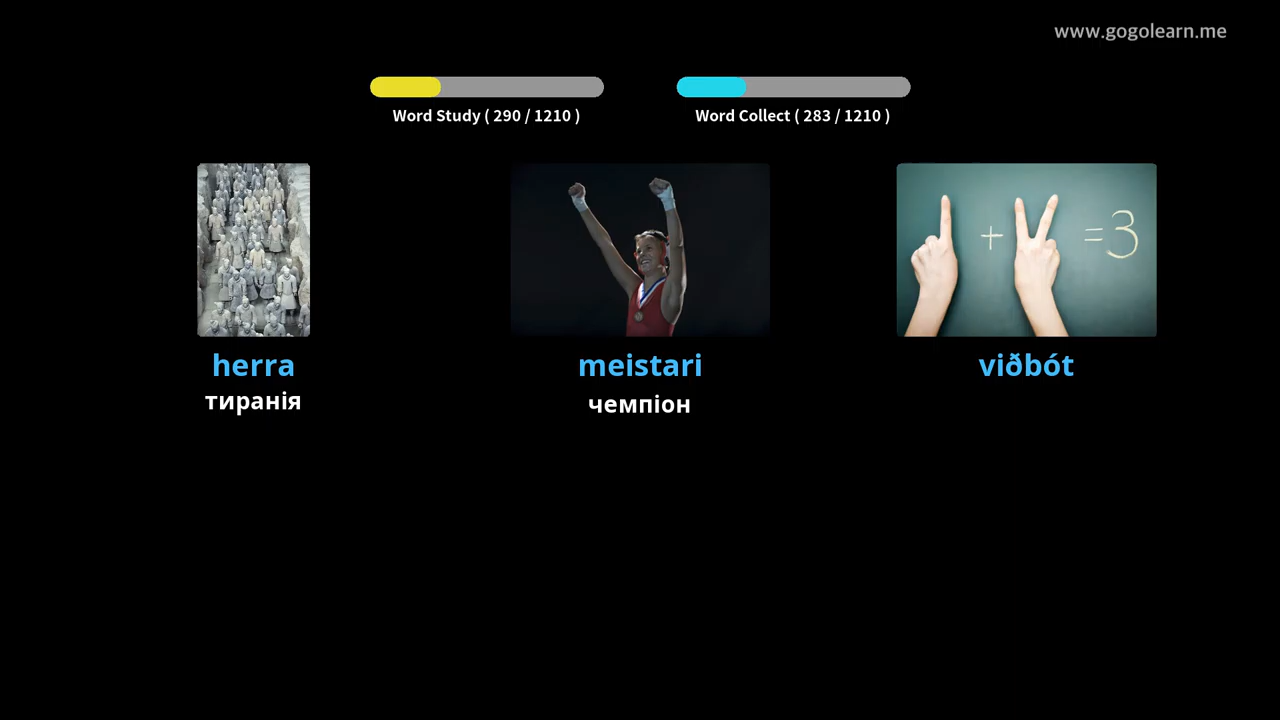 www.gogolearn.me
Word Study ( 290 / 1210 )
Word Collect ( 283 / 1210 )
+ =3
herra
meistari
viðbót
тиранія
чемпіон